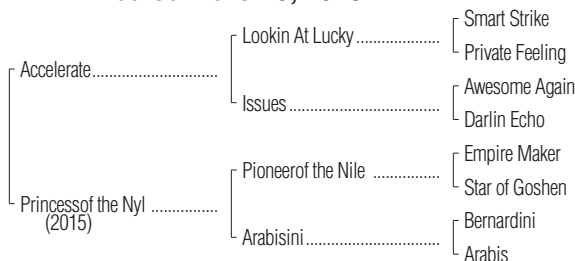 Smart Strike
Lookin At Lucky....................
Private Feeling
Accelerate..............................
Awesome Again
Issues....................................
Darlin Echo
Empire Maker
Pioneerof the Nile ................
Star of Goshen
Princessof the Nyl ................
(2015)
Bernardini
Arabisini................................
Arabis